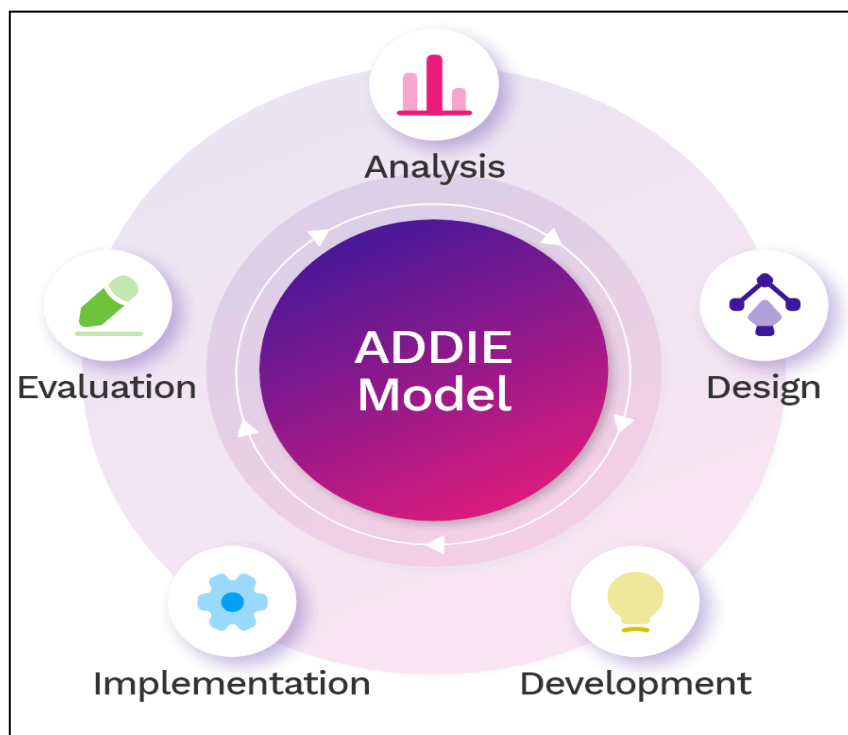 Analysis
ADDIE
Model
Evaluation
Design
Implementation
Development